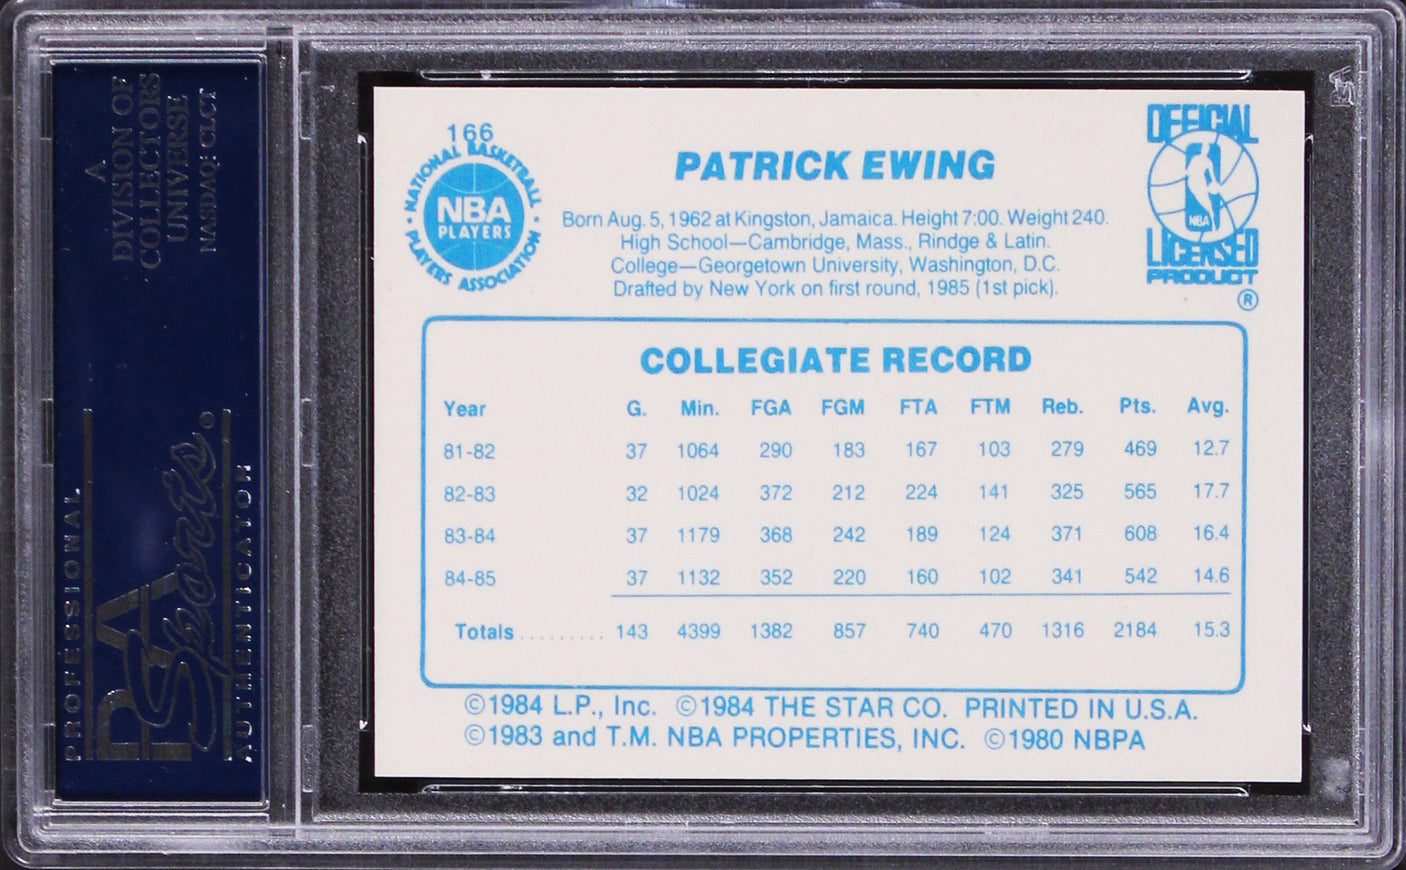 A
DIVISION OF
COLLECTORS
UNIVERSE
NASDAQ: CLCT
PROFESSIONAL
PSA
Sports
AUTHENTICATOR
166
NATIONAL BASKETBALL
NBA
PLAYERS
PLAYERS ASSOCIATION
PATRICK EWING
Born Aug. 5, 1962 at Kingston, Jamaica. Height 7:00. Weight 240.
High School—Cambridge, Mass., Rindge & Latin.
College—Georgetown University, Washington, D.C.
Drafted by New York on first round, 1985 (1st pick).
OFFICIAL
NBA
LICENSED
PRODUCT
®
COLLEGIATE RECORD
Year G. Min. FGA FGM FTA FTM Reb. Pts. Avg.
81-82 37 1064 290 183 167 103 279 469 12.7
82-83 32 1024 372 212 224 141 325 565 17.7
83-84 37 1179 368 242 189 124 371 608 16.4
84-85 37 1132 352 220 160 102 341 542 14.6
Totals ......... 143 4399 1382 857 740 470 1316 2184 15.3
©1984 L.P., Inc. ©1984 THE STAR CO. PRINTED IN U.S.A.
©1983 and T.M. NBA PROPERTIES, INC. ©1980 NBPA